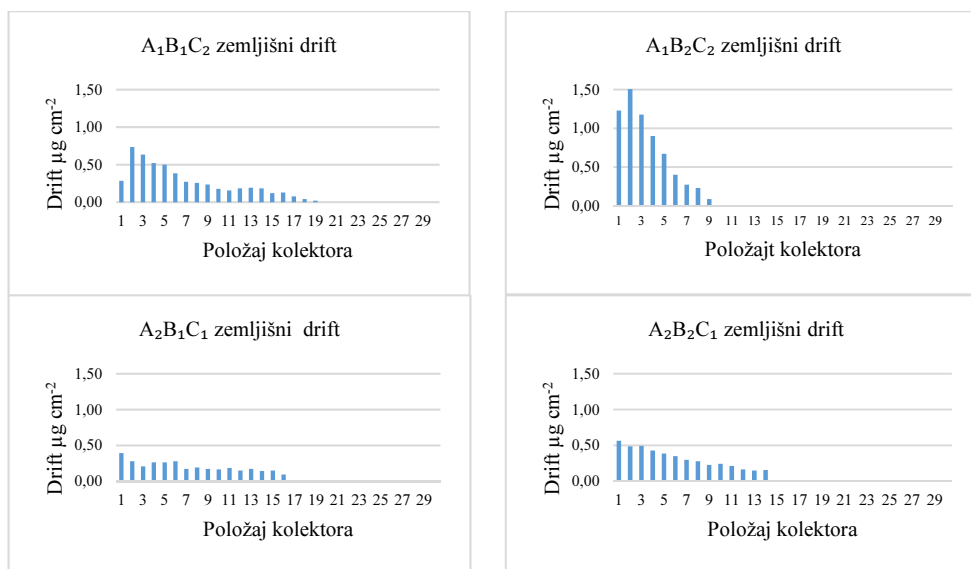 A₁B₁C₂ zemljišni drift
Drift µg cm⁻²
1,50
1,00
0,50
0,00
1 3 5 7 9 11 13 15 17 19 21 23 25 27 29
Položaj kolektora
A₁B₂C₂ zemljišni drift
Drift µg cm⁻²
1,50
1,00
0,50
0,00
1 3 5 7 9 11 13 15 17 19 21 23 25 27 29
Položajt kolektora
A₂B₁C₁ zemljišni drift
Drift µg cm⁻²
1,50
1,00
0,50
0,00
1 3 5 7 9 11 13 15 17 19 21 23 25 27 29
Položaj kolektora
A₂B₂C₁ zemljišni drift
Drift µg cm⁻²
1,50
1,00
0,50
0,00
1 3 5 7 9 11 13 15 17 19 21 23 25 27 29
Položaj kolektora